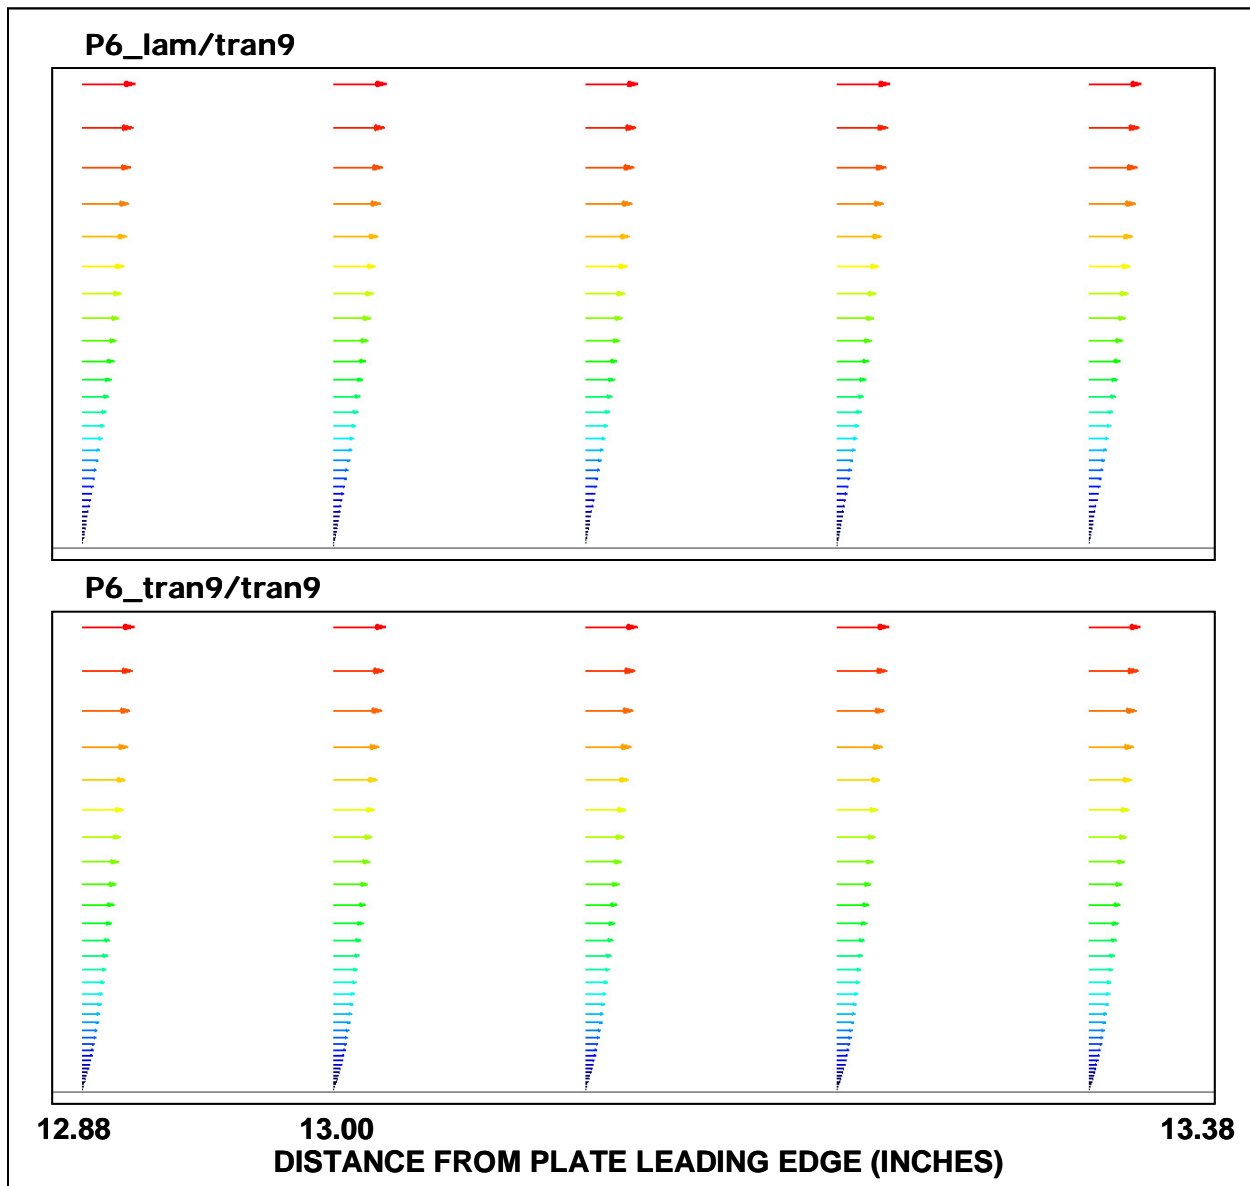 P6_lam/tran9
P6_tran9/tran9
12.88 13.00 13.38
DISTANCE FROM PLATE LEADING EDGE (INCHES)